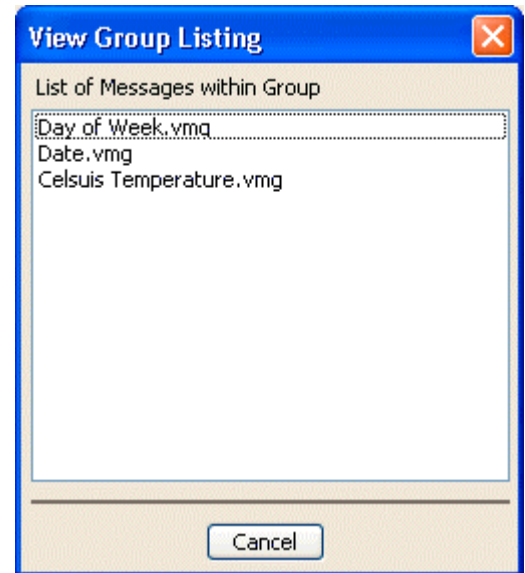 View Group Listing
List of Messages within Group
Day of Week.vmg
Date.vmg
Celsuis Temperature.vmg
Cancel